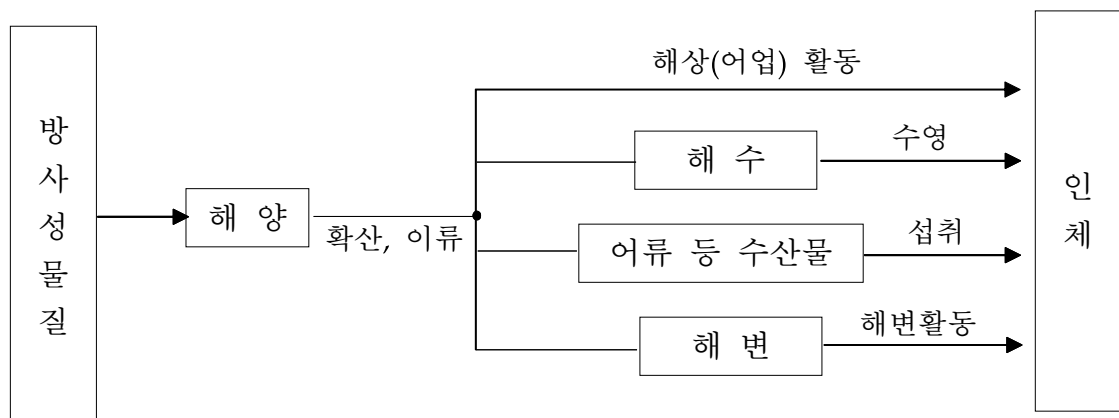 방사성물질
해 양
확산, 이류
해상(어업) 활동
해 수
수영
어류 등 수산물
섭취
해 변
해변활동
인체